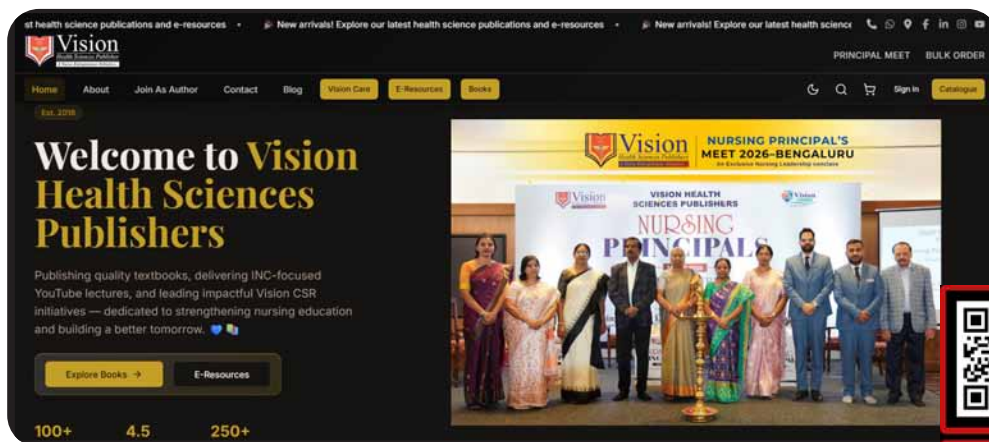 st health science publications and e-resources • New arrivals! Explore our latest health science publications and e-resources • New arrivals! Explore our latest health science
Vision
Health Sciences Publisher
PRINCIPAL MEET BULK ORDER
Home About Join As Author Contact Blog Vision Care E-Resources Books Sign In Catalogue
Est. 2018
Welcome to Vision
Health Sciences
Publishers
Publishing quality textbooks, delivering INC-focused
YouTube lectures, and leading impactful Vision CSR
initiatives — dedicated to strengthening nursing education
and building a better tomorrow.
Explore Books → E-Resources
100+ 4.5 250+
Vision
Health Sciences Publishers
NURSING PRINCIPAL'S
MEET 2026–BENGALURU
An Exclusive Nursing Leadership conclave
Vision
VISION HEALTH
SCIENCES PUBLISHERS
Vision
NURSING
PRINCIPALS